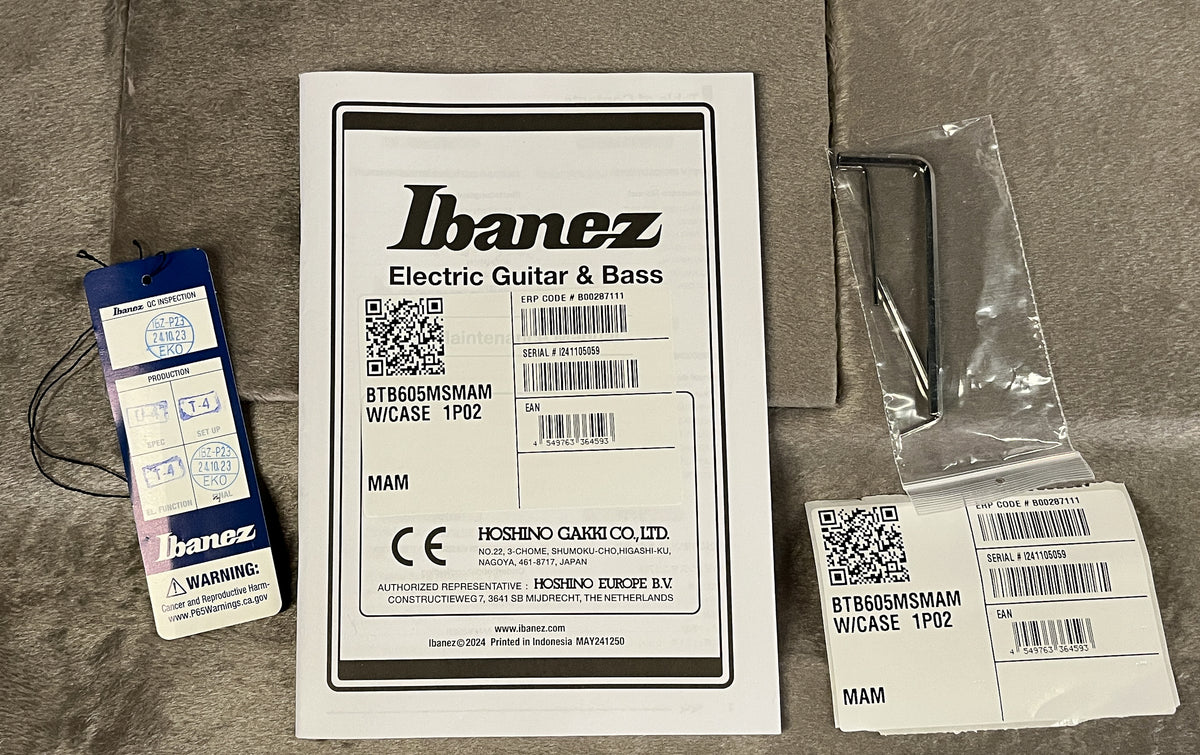 Ibanez QC INSPECTION
IGZ-P23
24.10.23
EKO
PRODUCTION
T-4
T-4
SPEC
SET UP
T-4
IGZ-P23
24.10.23
EKO
EL. FUNCTION
FINAL
Ibanez
WARNING:
Cancer and Reproductive Harm-
www.P65Warnings.ca.gov
Ibanez
Electric Guitar & Bass
ERP CODE # B00287111
SERIAL # I241105059
BTB605MSMAM
W/CASE 1P02
EAN
4 549763 364593
MAM
CE
HOSHINO GAKKI CO., LTD.
NO.22, 3-CHOME, SHUMOKU-CHO,HIGASHI-KU,
NAGOYA, 461-8717, JAPAN
AUTHORIZED REPRESENTATIVE : HOSHINO EUROPE B.V.
CONSTRUCTIEWEG 7, 3641 SB MIJDRECHT, THE NETHERLANDS
www.ibanez.com
Ibanez©2024 Printed in Indonesia MAY241250
ERP CODE # B00287111
SERIAL # I241105059
BTB605MSMAM
W/CASE 1P02
EAN
4 549763 364593
MAM